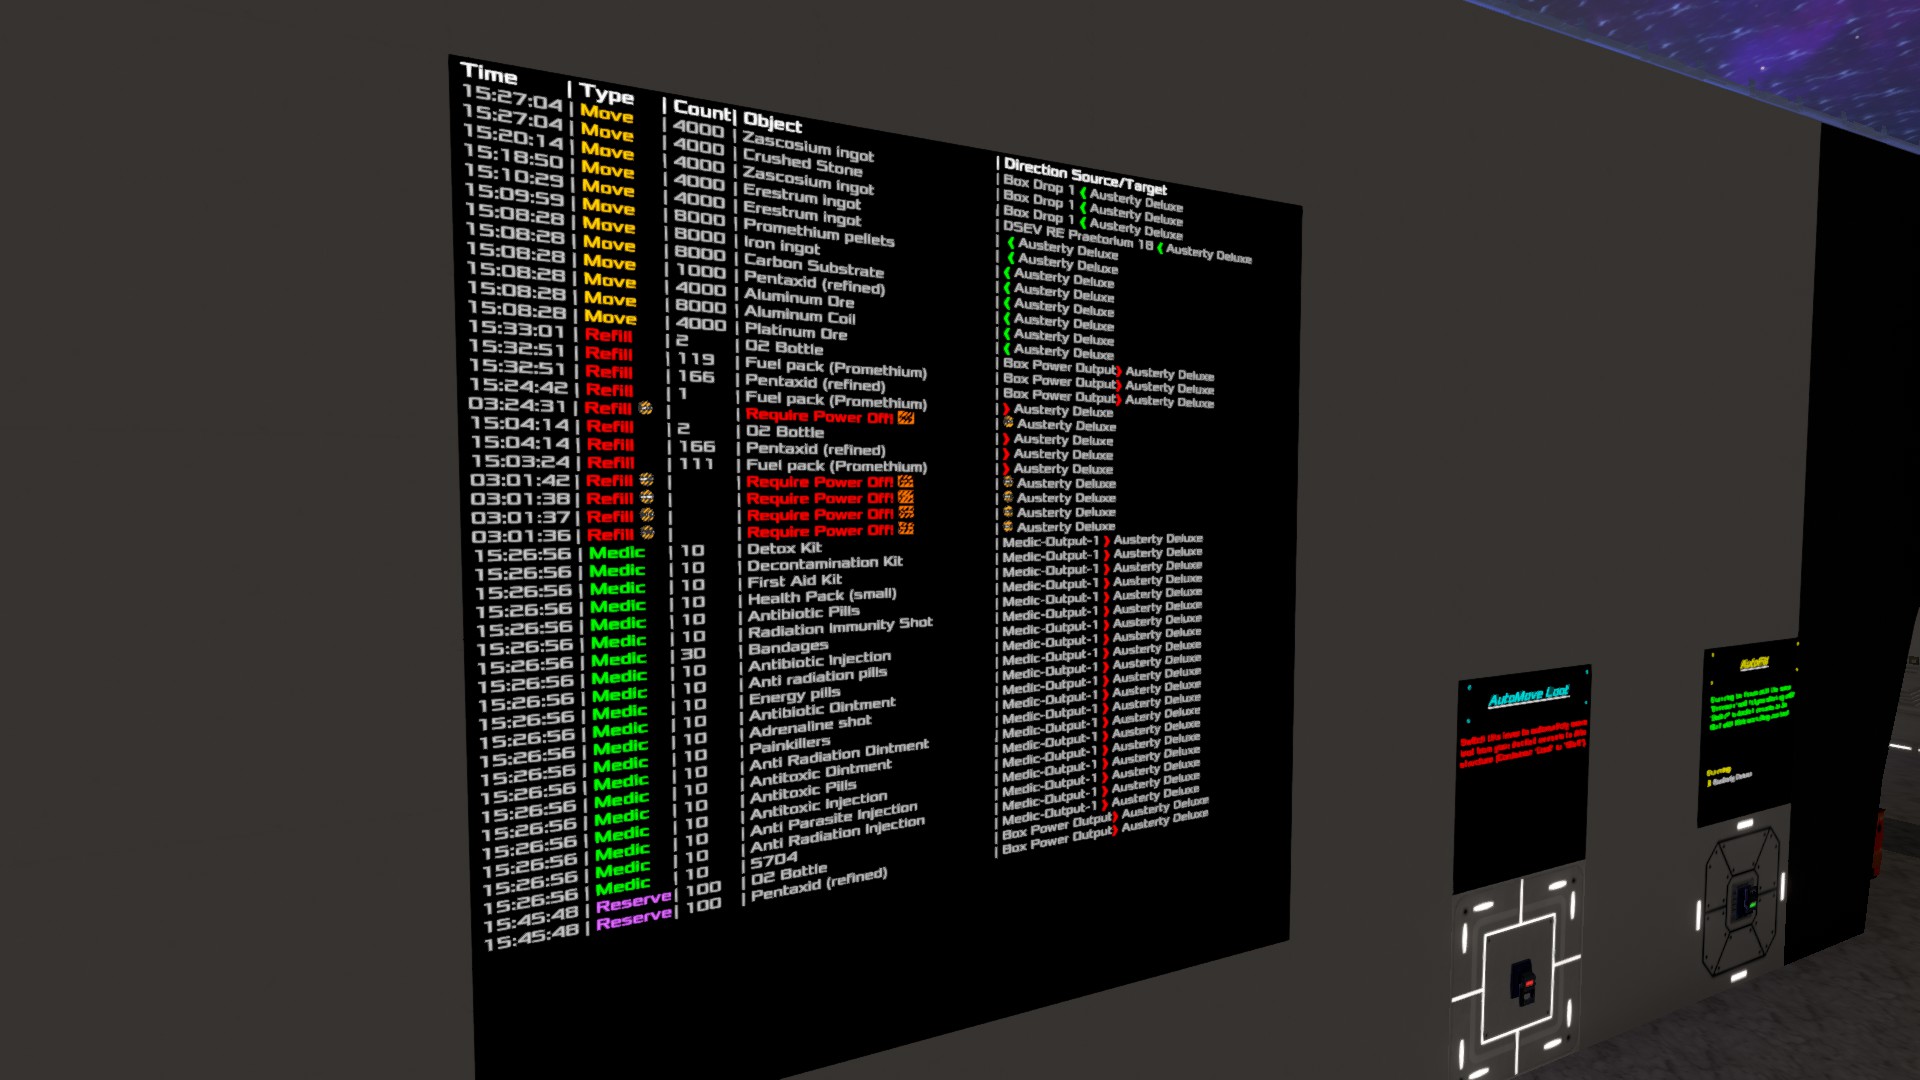 Time | Type | Count| Object | Direction Source/Target
15:27:04 | Move | 4000 | Zascosium ingot | Box Drop 1 ❮ Austerty Deluxe
15:27:04 | Move | 4000 | Crushed Stone | Box Drop 1 ❮ Austerty Deluxe
15:20:14 | Move | 4000 | Zascosium ingot | Box Drop 1 ❮ Austerty Deluxe
15:18:50 | Move | 4000 | Erestrum ingot | DSEV RE Praetorium 18 ❮ Austerty Deluxe
15:10:29 | Move | 4000 | Erestrum ingot | ❮ Austerty Deluxe
15:09:59 | Move | 8000 | Promethium pellets | ❮ Austerty Deluxe
15:08:28 | Move | 8000 | Iron ingot | ❮ Austerty Deluxe
15:08:28 | Move | 8000 | Carbon Substrate | ❮ Austerty Deluxe
15:08:28 | Move | 1000 | Pentaxid (refined) | ❮ Austerty Deluxe
15:08:28 | Move | 4000 | Aluminum Ore | ❮ Austerty Deluxe
15:08:28 | Move | 8000 | Aluminum Coil | ❮ Austerty Deluxe
15:08:28 | Move | 4000 | Platinum Ore | ❮ Austerty Deluxe
15:33:01 | Refill | 2 | O2 Bottle | Box Power Output❯ Austerty Deluxe
15:32:51 | Refill | 119 | Fuel pack (Promethium) | Box Power Output❯ Austerty Deluxe
15:32:51 | Refill | 166 | Pentaxid (refined) | Box Power Output❯ Austerty Deluxe
15:24:42 | Refill | 1 | Fuel pack (Promethium) | ❯ Austerty Deluxe
03:24:31 | Refill | | Require Power Off! | Austerty Deluxe
15:04:14 | Refill | 2 | O2 Bottle | ❯ Austerty Deluxe
15:04:14 | Refill | 166 | Pentaxid (refined) | ❯ Austerty Deluxe
15:03:24 | Refill | 111 | Fuel pack (Promethium) | ❯ Austerty Deluxe
03:01:42 | Refill | | Require Power Off! | Austerty Deluxe
03:01:38 | Refill | | Require Power Off! | Austerty Deluxe
03:01:37 | Refill | | Require Power Off! | Austerty Deluxe
03:01:36 | Refill | | Require Power Off! | Austerty Deluxe
15:26:56 | Medic | 10 | Detox Kit | Medic-Output-1 ❯ Austerty Deluxe
15:26:56 | Medic | 10 | Decontamination Kit | Medic-Output-1 ❯ Austerty Deluxe
15:26:56 | Medic | 10 | First Aid Kit | Medic-Output-1 ❯ Austerty Deluxe
15:26:56 | Medic | 10 | Health Pack (small) | Medic-Output-1 ❯ Austerty Deluxe
15:26:56 | Medic | 10 | Antibiotic Pills | Medic-Output-1 ❯ Austerty Deluxe
15:26:56 | Medic | 10 | Radiation Immunity Shot | Medic-Output-1 ❯ Austerty Deluxe
15:26:56 | Medic | 30 | Bandages | Medic-Output-1 ❯ Austerty Deluxe
15:26:56 | Medic | 10 | Antibiotic Injection | Medic-Output-1 ❯ Austerty Deluxe
15:26:56 | Medic | 10 | Anti radiation pills | Medic-Output-1 ❯ Austerty Deluxe
15:26:56 | Medic | 10 | Energy pills | Medic-Output-1 ❯ Austerty Deluxe
15:26:56 | Medic | 10 | Antibiotic Ointment | Medic-Output-1 ❯ Austerty Deluxe
15:26:56 | Medic | 10 | Adrenaline shot | Medic-Output-1 ❯ Austerty Deluxe
15:26:56 | Medic | 10 | Painkillers | Medic-Output-1 ❯ Austerty Deluxe
15:26:56 | Medic | 10 | Anti Radiation Ointment | Medic-Output-1 ❯ Austerty Deluxe
15:26:56 | Medic | 10 | Antitoxic Ointment | Medic-Output-1 ❯ Austerty Deluxe
15:26:56 | Medic | 10 | Antitoxic Pills | Medic-Output-1 ❯ Austerty Deluxe
15:26:56 | Medic | 10 | Antitoxic Injection | Medic-Output-1 ❯ Austerty Deluxe
15:26:56 | Medic | 10 | Anti Parasite Injection | Medic-Output-1 ❯ Austerty Deluxe
15:26:56 | Medic | 10 | Anti Radiation Injection | Medic-Output-1 ❯ Austerty Deluxe
15:26:56 | Medic | 10 | S704 | Medic-Output-1 ❯ Austerty Deluxe
15:45:48 | Reserve | 100 | O2 Bottle | Box Power Output❯ Austerty Deluxe
15:45:48 | Reserve | 100 | Pentaxid (refined) | Box Power Output❯ Austerty Deluxe
AutoMove Loot
Switch the lever to automatically move
AutoFill
Austerty Deluxe